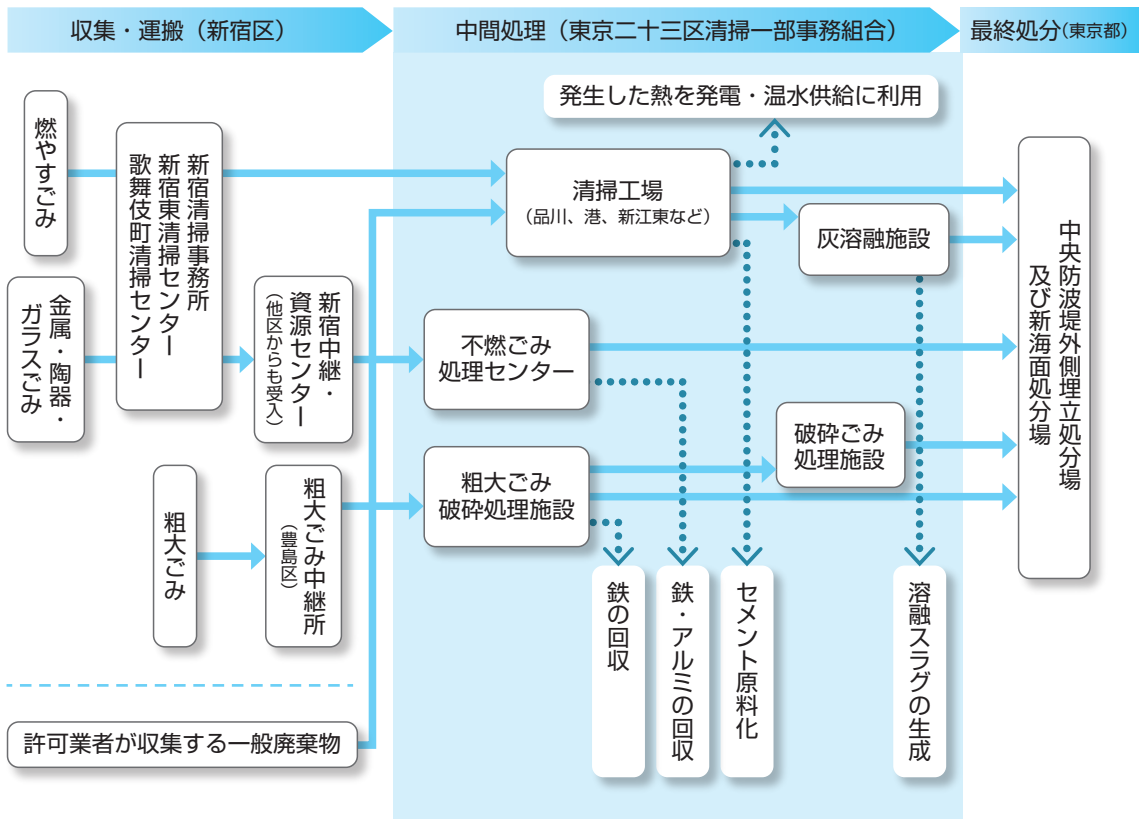 収集・運搬（新宿区）
中間処理（東京二十三区清掃一部事務組合）
最終処分（東京都）
発生した熱を発電・温水供給に利用
燃やすごみ
新宿清掃事務所
新宿東清掃センター
歌舞伎町清掃センター
清掃工場
（品川、港、新江東など）
灰溶融施設
中央防波堤外側埋立処分場
及び新海面処分場
金属・陶器・
ガラスごみ
新宿中継・
資源センター
（他区からも受入）
不燃ごみ
処理センター
破砕ごみ
処理施設
粗大ごみ
粗大ごみ中継所
（豊島区）
粗大ごみ
破砕処理施設
鉄の回収
鉄・アルミの回収
セメント原料化
溶融スラグの生成
許可業者が収集する一般廃棄物